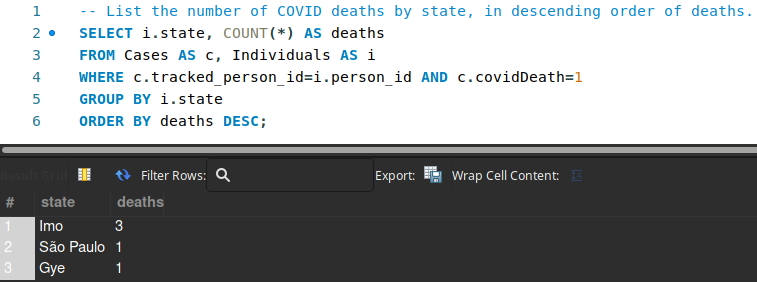 1 -- List the number of COVID deaths by state, in descending order of deaths.
2 SELECT i.state, COUNT(*) AS deaths
3 FROM Cases AS c, Individuals AS i
4 WHERE c.tracked_person_id=i.person_id AND c.covidDeath=1
5 GROUP BY i.state
6 ORDER BY deaths DESC;
Result Grid Filter Rows: Export: Wrap Cell Content:
# state deaths
1 Imo 3
2 São Paulo 1
3 Gye 1